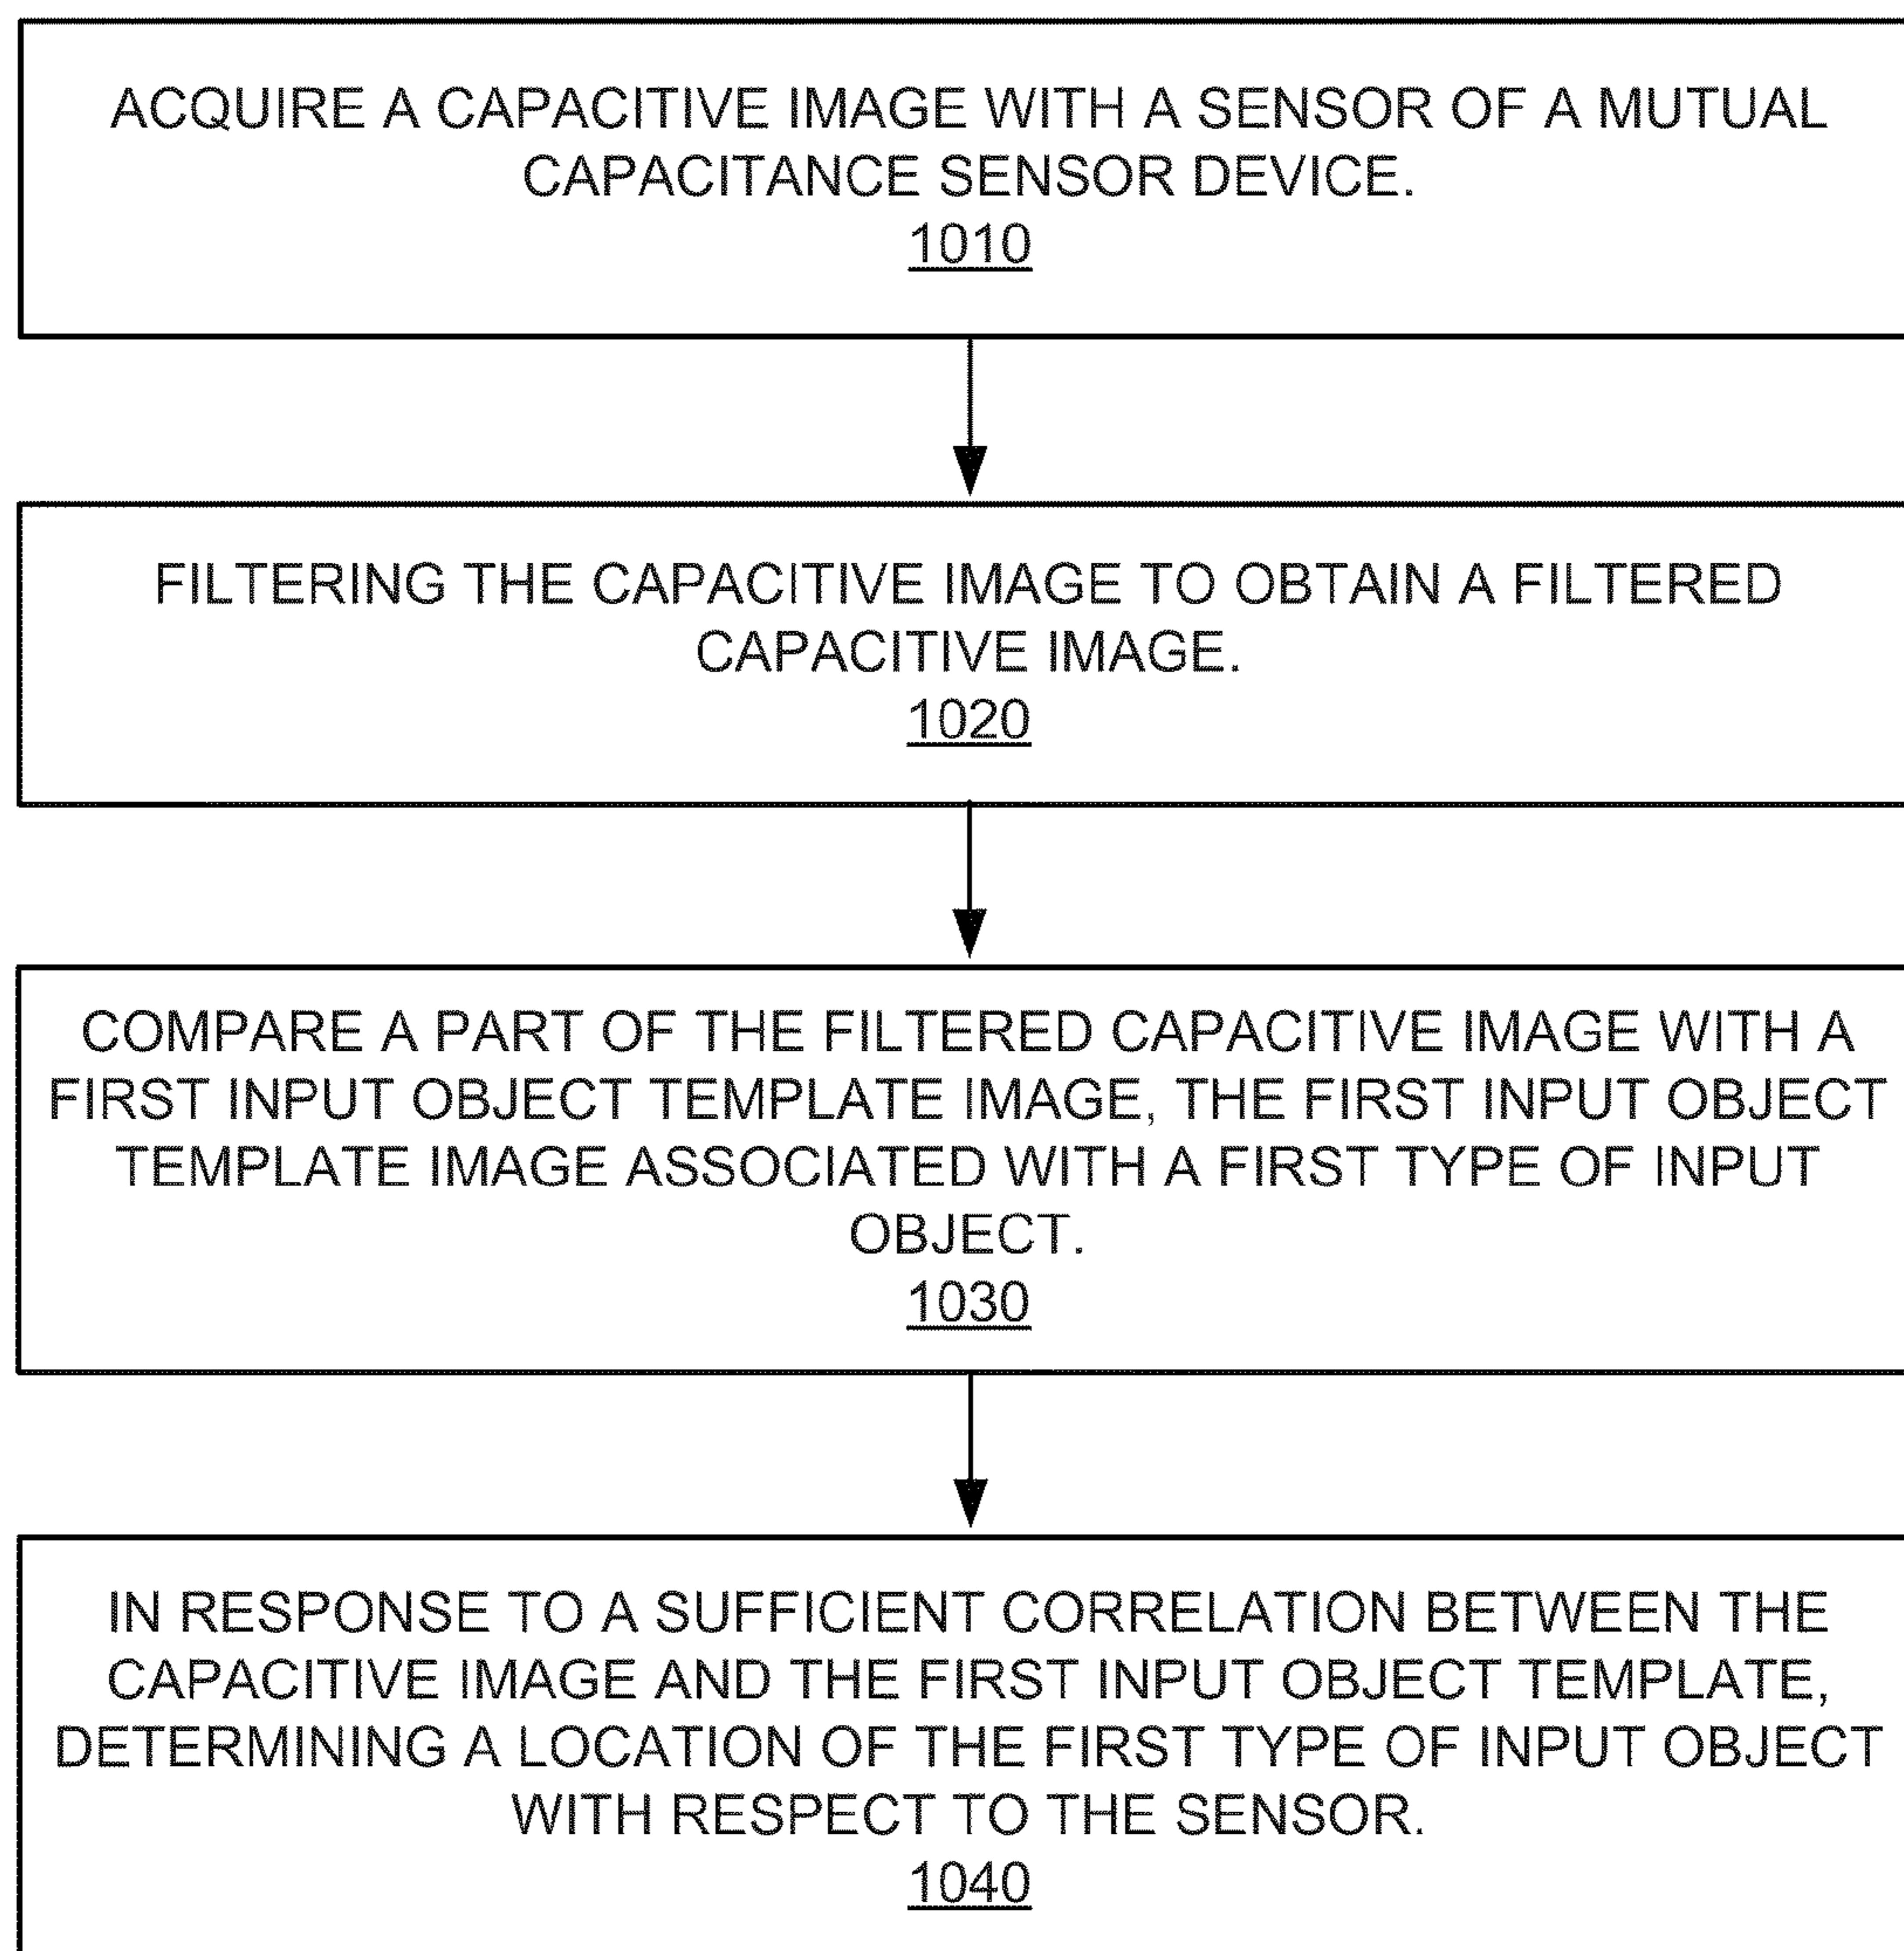 ACQUIRE A CAPACITIVE IMAGE WITH A SENSOR OF A MUTUAL
CAPACITANCE SENSOR DEVICE.
1010
FILTERING THE CAPACITIVE IMAGE TO OBTAIN A FILTERED
CAPACITIVE IMAGE.
1020
COMPARE A PART OF THE FILTERED CAPACITIVE IMAGE WITH A
FIRST INPUT OBJECT TEMPLATE IMAGE, THE FIRST INPUT OBJECT
TEMPLATE IMAGE ASSOCIATED WITH A FIRST TYPE OF INPUT
OBJECT.
1030
IN RESPONSE TO A SUFFICIENT CORRELATION BETWEEN THE
CAPACITIVE IMAGE AND THE FIRST INPUT OBJECT TEMPLATE,
DETERMINING A LOCATION OF THE FIRST TYPE OF INPUT OBJECT
WITH RESPECT TO THE SENSOR.
1040